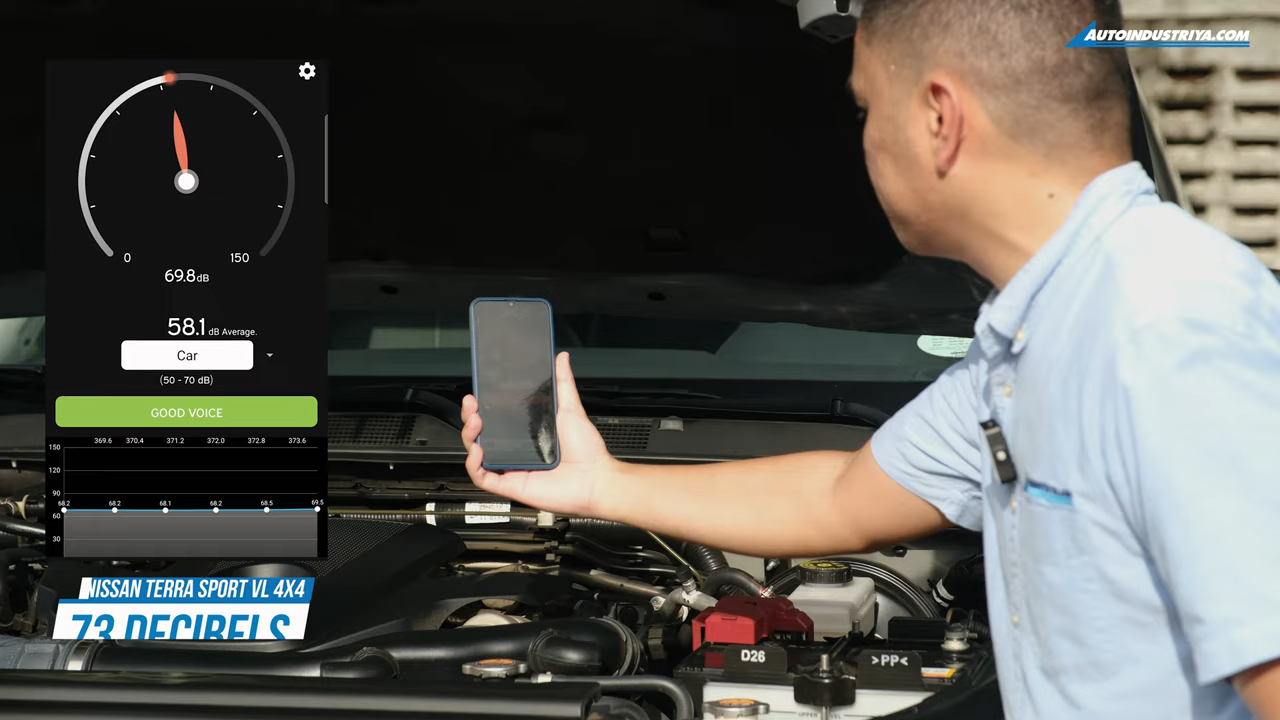 AUTOINDUSTRIYA.COM
0 150
69.8dB
58.1 dB Average.
Car
(50 - 70 dB)
GOOD VOICE
369.6 370.4 371.2 372.0 372.8 373.6
150
120
90
68.2 68.2 68.1 68.2 68.5 69.5
60
30
NISSAN TERRA SPORT VL 4X4
73 DECIBELS
D26
>PP<